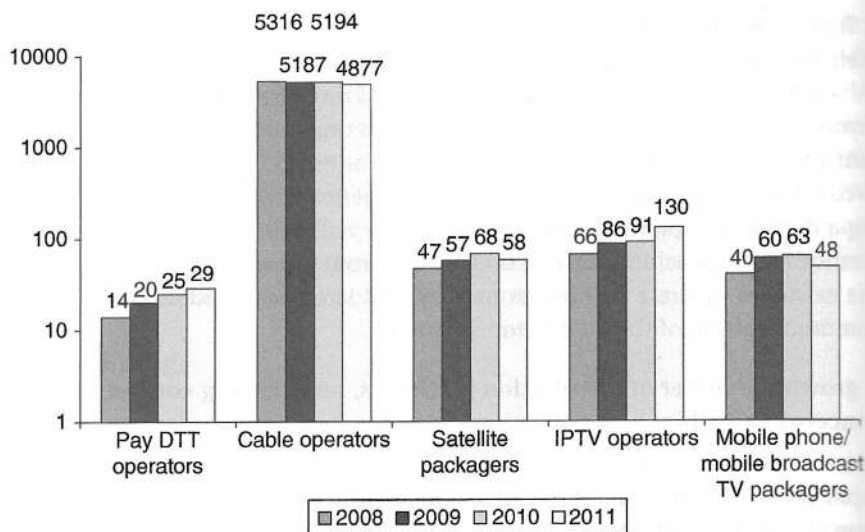 5316 5194
10000
5187 4877
1000
100
10
1
14 20 25 29
47 57 68 58
66 86 91 130
40 60 63 48
Pay DTT
operators
Cable operators
Satellite
packagers
IPTV operators
Mobile phone/
mobile broadcast
TV packagers
2008 2009 2010 2011